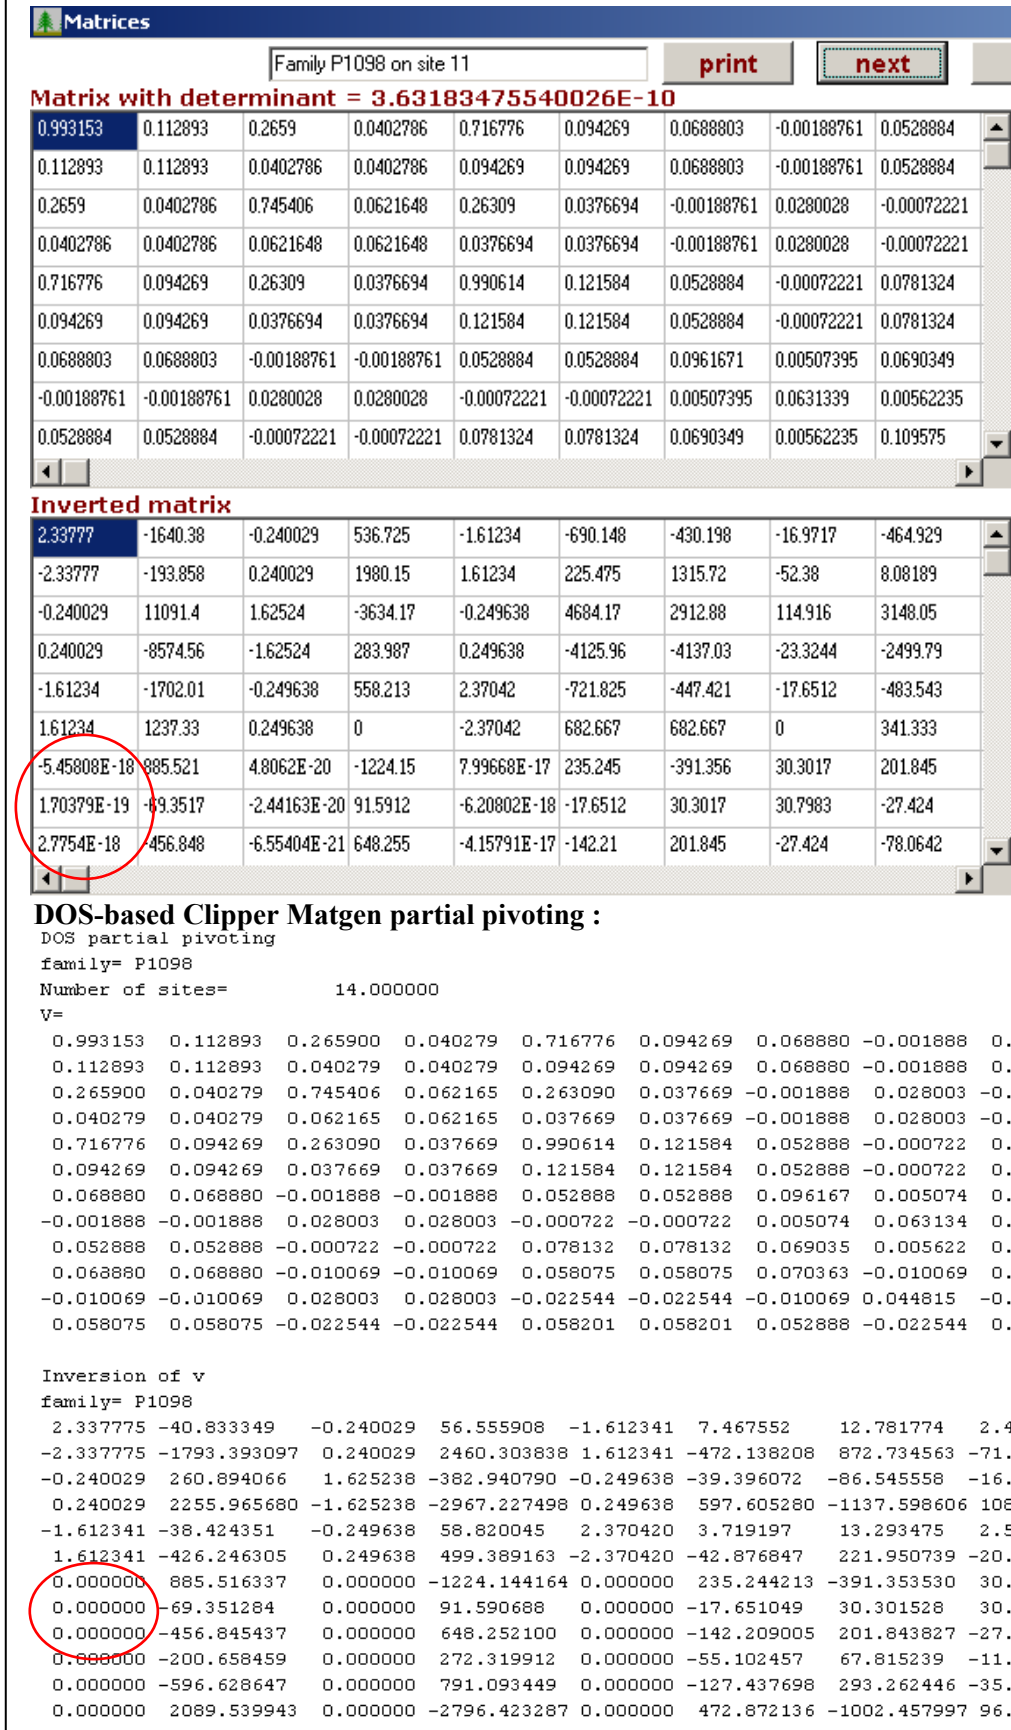 Matrices
Family P1098 on site 11 print next
Matrix with determinant = 3.63183475540026E-10
0.993153 0.112893 0.2659 0.0402786 0.716776 0.094269 0.0688803 -0.00188761 0.0528884
0.112893 0.112893 0.0402786 0.0402786 0.094269 0.094269 0.0688803 -0.00188761 0.0528884
0.2659 0.0402786 0.745406 0.0621648 0.26309 0.0376694 -0.00188761 0.0280028 -0.00072221
0.0402786 0.0402786 0.0621648 0.0621648 0.0376694 0.0376694 -0.00188761 0.0280028 -0.00072221
0.716776 0.094269 0.26309 0.0376694 0.990614 0.121584 0.0528884 -0.00072221 0.0781324
0.094269 0.094269 0.0376694 0.0376694 0.121584 0.121584 0.0528884 -0.00072221 0.0781324
0.0688803 0.0688803 -0.00188761 -0.00188761 0.0528884 0.0528884 0.0961671 0.00507395 0.0690349
-0.00188761 -0.00188761 0.0280028 0.0280028 -0.00072221 -0.00072221 0.00507395 0.0631339 0.00562235
0.0528884 0.0528884 -0.00072221 -0.00072221 0.0781324 0.0781324 0.0690349 0.00562235 0.109575
Inverted matrix
2.33777 -1640.38 -0.240029 536.725 -1.61234 -690.148 -430.198 -16.9717 -464.929
-2.33777 -193.858 0.240029 1980.15 1.61234 225.475 1315.72 -52.38 8.08189
-0.240029 11091.4 1.62524 -3634.17 -0.249638 4684.17 2912.88 114.916 3148.05
0.240029 -8574.56 -1.62524 283.987 0.249638 -4125.96 -4137.03 -23.3244 -2499.79
-1.61234 -1702.01 -0.249638 558.213 2.37042 -721.825 -447.421 -17.6512 -483.543
1.61234 1237.33 0.249638 0 -2.37042 682.667 682.667 0 341.333
-5.45808E-18 885.521 4.8062E-20 -1224.15 7.99668E-17 235.245 -391.356 30.3017 201.845
1.70379E-19 -69.3517 -2.44163E-20 91.5912 -6.20802E-18 -17.6512 30.3017 30.7983 -27.424
2.7754E-18 -456.848 -6.55404E-21 648.255 -4.15791E-17 -142.21 201.845 -27.424 -78.0642
DOS-based Clipper Matgen partial pivoting :
DOS partial pivoting
family= P1098
Number of sites= 14.000000
V=
0.993153 0.112893 0.265900 0.040279 0.716776 0.094269 0.068880 -0.001888 0.
0.112893 0.112893 0.040279 0.040279 0.094269 0.094269 0.068880 -0.001888 0.
0.265900 0.040279 0.745406 0.062165 0.263090 0.037669 -0.001888 0.028003 -0.
0.040279 0.040279 0.062165 0.062165 0.037669 0.037669 -0.001888 0.028003 -0.
0.716776 0.094269 0.263090 0.037669 0.990614 0.121584 0.052888 -0.000722 0.
0.094269 0.094269 0.037669 0.037669 0.121584 0.121584 0.052888 -0.000722 0.
0.068880 0.068880 -0.001888 -0.001888 0.052888 0.052888 0.096167 0.005074 0.
-0.001888 -0.001888 0.028003 0.028003 -0.000722 -0.000722 0.005074 0.063134 0.
0.052888 0.052888 -0.000722 -0.000722 0.078132 0.078132 0.069035 0.005622 0.
0.068880 0.068880 -0.010069 -0.010069 0.058075 0.058075 0.070363 -0.010069 0.
-0.010069 -0.010069 0.028003 0.028003 -0.022544 -0.022544 -0.010069 0.044815 -0.
0.058075 0.058075 -0.022544 -0.022544 0.058201 0.058201 0.052888 -0.022544 0.
Inversion of v
family= P1098
2.337775 -40.833349 -0.240029 56.555908 -1.612341 7.467552 12.781774 2.4
-2.337775 -1793.393097 0.240029 2460.303838 1.612341 -472.138208 872.734563 -71.
-0.240029 260.894066 1.625238 -382.940790 -0.249638 -39.396072 -86.545558 -16.
0.240029 2255.965680 -1.625238 -2967.227498 0.249638 597.605280 -1137.598606 108
-1.612341 -38.424351 -0.249638 58.820045 2.370420 3.719197 13.293475 2.5
1.612341 -426.246305 0.249638 499.389163 -2.370420 -42.876847 221.950739 -20.
0.000000 885.516337 0.000000 -1224.144164 0.000000 235.244213 -391.353530 30.
0.000000 -69.351284 0.000000 91.590688 0.000000 -17.651049 30.301528 30.
0.000000 -456.845437 0.000000 648.252100 0.000000 -142.209005 201.843827 -27.
0.000000 -200.658459 0.000000 272.319912 0.000000 -55.102457 67.815239 -11.
0.000000 -596.628647 0.000000 791.093449 0.000000 -127.437698 293.262446 -35.
0.000000 2089.539943 0.000000 -2796.423287 0.000000 472.872136 -1002.457997 96.